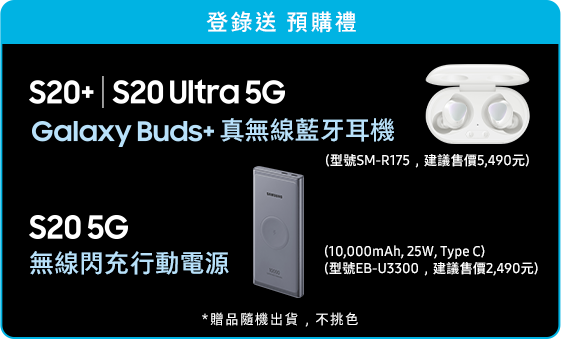 登錄送 預購禮
S20+ | S20 Ultra 5G
Galaxy Buds+ 真無線藍牙耳機
(型號SM-R175，建議售價5,490元)
SAMSUNG
S20 5G
無線閃充行動電源
(10,000mAh, 25W, Type C)
(型號EB-U3300，建議售價2,490元)
*贈品隨機出貨，不挑色